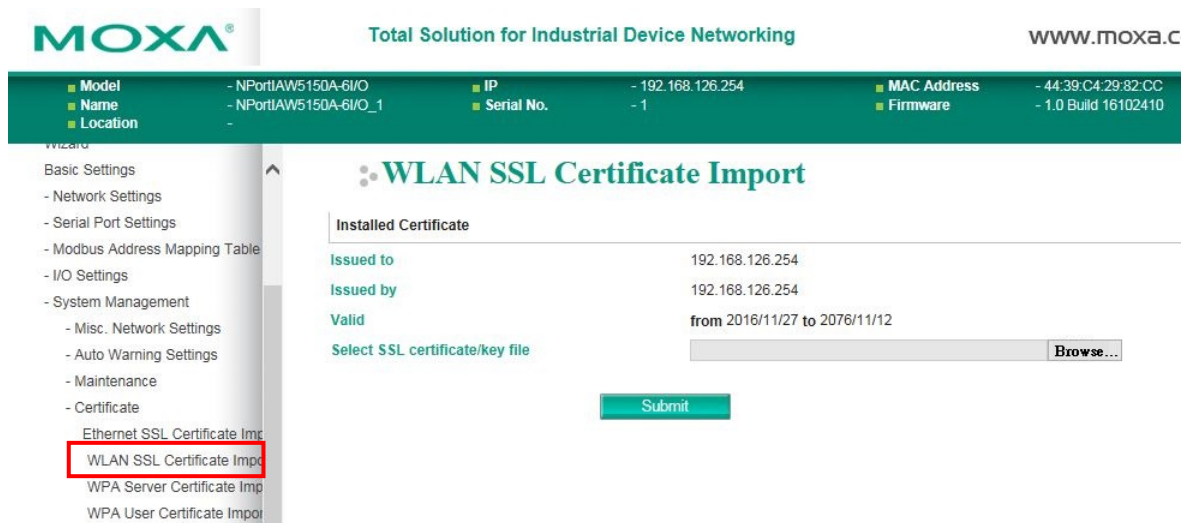 MOXA®
Total Solution for Industrial Device Networking
www.moxa.c
Model - NPortIAW5150A-6I/O IP - 192.168.126.254 MAC Address - 44:39:C4:29:82:CC
Name - NPortIAW5150A-6I/O_1 Serial No. - 1 Firmware - 1.0 Build 16102410
Location -
Wizard
Basic Settings
- Network Settings
- Serial Port Settings
- Modbus Address Mapping Table
- I/O Settings
- System Management
- Misc. Network Settings
- Auto Warning Settings
- Maintenance
- Certificate
Ethernet SSL Certificate Imp
WLAN SSL Certificate Impo
WPA Server Certificate Imp
WPA User Certificate Impor
WLAN SSL Certificate Import
Installed Certificate
Issued to 192.168.126.254
Issued by 192.168.126.254
Valid from 2016/11/27 to 2076/11/12
Select SSL certificate/key file Browse...
Submit